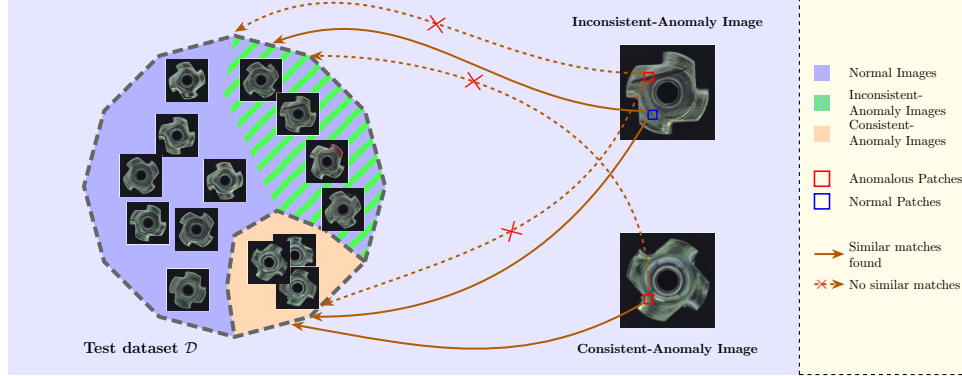 Inconsistent-Anomaly Image
Test dataset 𝒟
Consistent-Anomaly Image
Normal Images
Inconsistent-
Anomaly Images
Consistent-
Anomaly Images
Anomalous Patches
Normal Patches
Similar matches
found
No similar matches